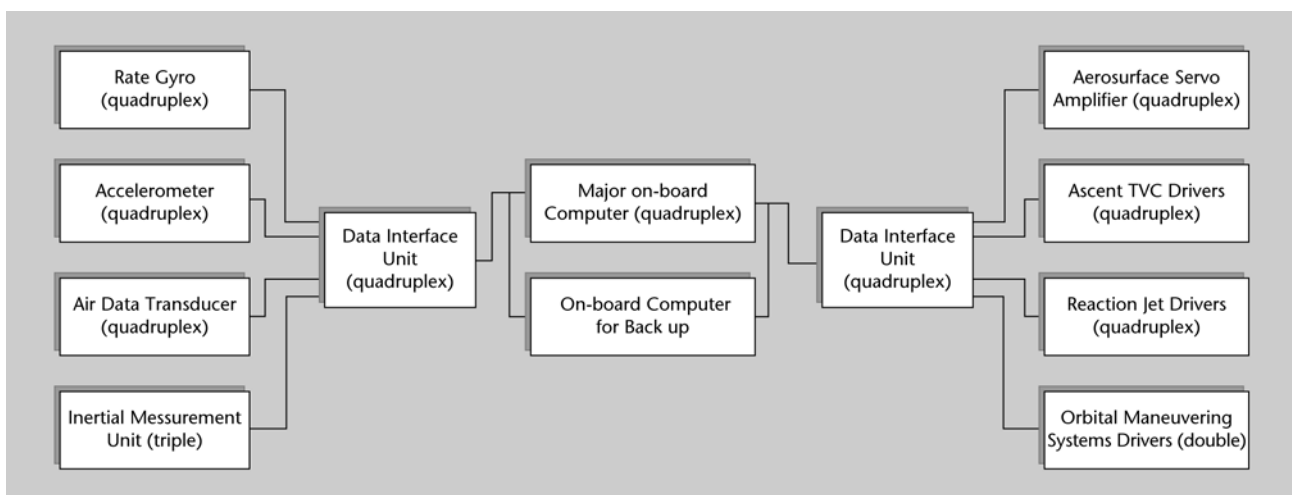 Rate Gyro
(quadruplex)
Accelerometer
(quadruplex)
Air Data Transducer
(quadruplex)
Inertial Messurement
Unit (triple)
Data Interface
Unit
(quadruplex)
Major on-board
Computer (quadruplex)
On-board Computer
for Back up
Data Interface
Unit
(quadruplex)
Aerosurface Servo
Amplifier (quadruplex)
Ascent TVC Drivers
(quadruplex)
Reaction Jet Drivers
(quadruplex)
Orbital Maneuvering
Systems Drivers (double)